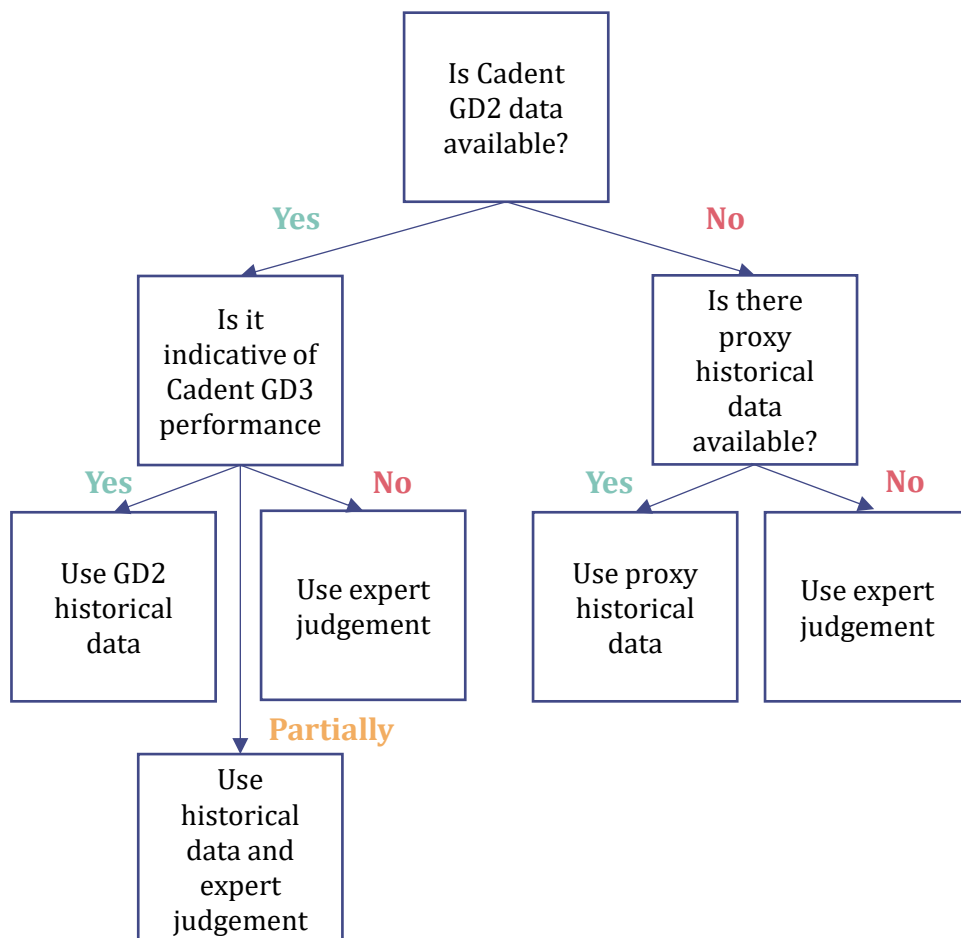 Is Cadent
GD2 data
available?
Yes
No
Is it
indicative of
Cadent GD3
performance
Is there
proxy
historical
data
available?
Yes
No
Yes
No
Use GD2
historical
data
Use expert
judgement
Use proxy
historical
data
Use expert
judgement
Partially
Use
historical
data and
expert
judgement